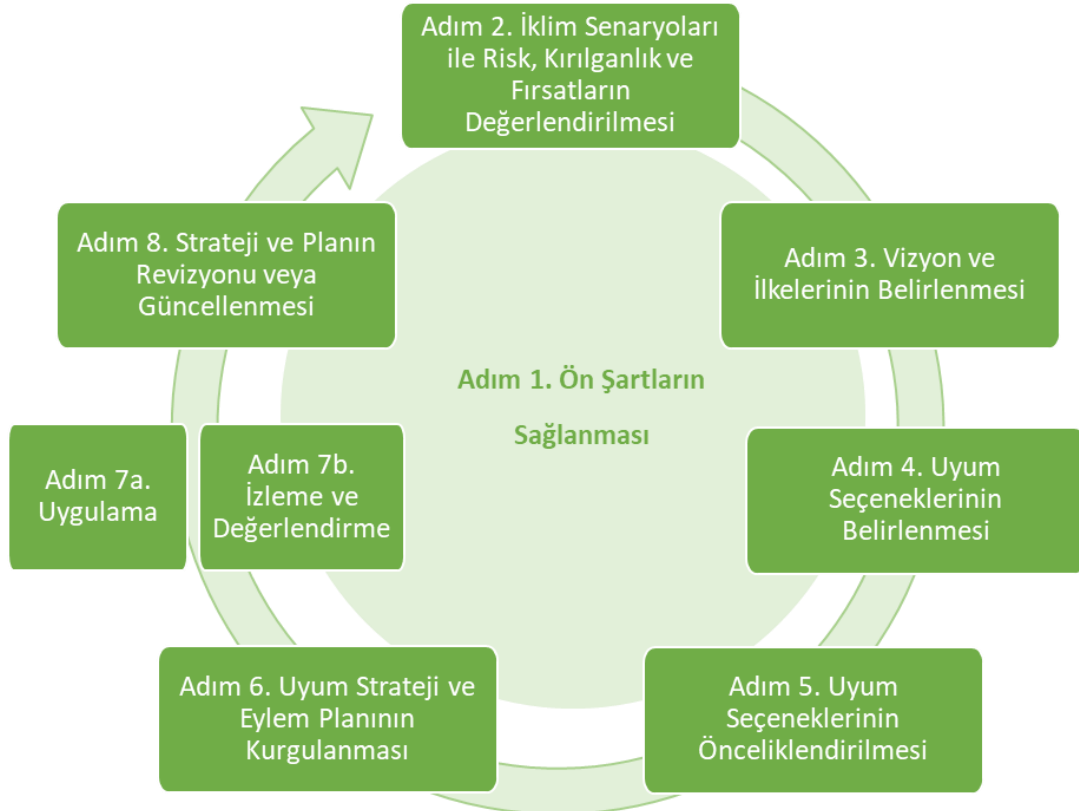 Adım 2. İklim Senaryoları
ile Risk, Kırılganlık ve
Fırsatların
Değerlendirilmesi
Adım 3. Vizyon ve
İlkelerinin Belirlenmesi
Adım 4. Uyum
Seçeneklerinin
Belirlenmesi
Adım 5. Uyum
Seçeneklerinin
Önceliklendirilmesi
Adım 6. Uyum Strateji ve
Eylem Planının
Kurgulanması
Adım 7a.
Uygulama
Adım 7b.
İzleme ve
Değerlendirme
Adım 8. Strateji ve Planın
Revizyonu veya
Güncellenmesi
Adım 1. Ön Şartların
Sağlanması